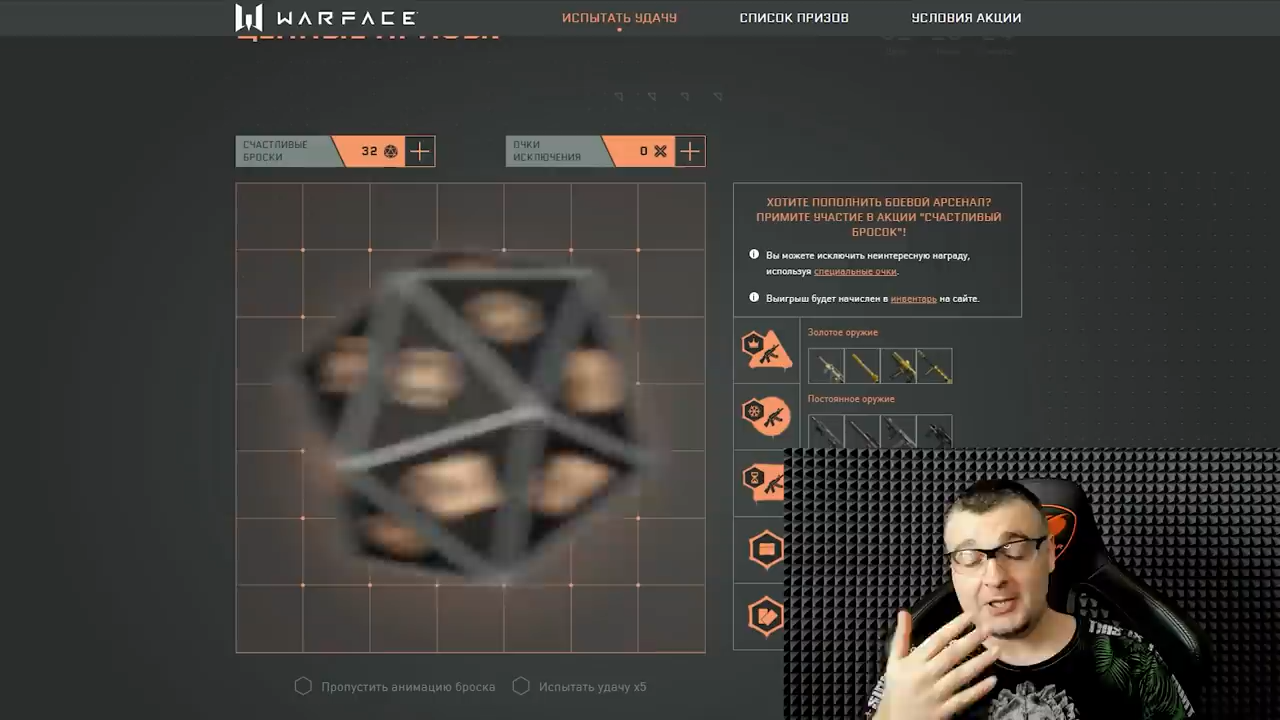 WARFACE
ИСПЫТАТЬ УДАЧУ
СПИСОК ПРИЗОВ
УСЛОВИЯ АКЦИИ
СЧАСТЛИВЫЕ
БРОСКИ
32
ОЧКИ
ИСКЛЮЧЕНИЯ
0
ХОТИТЕ ПОПОЛНИТЬ БОЕВОЙ АРСЕНАЛ?
ПРИМИТЕ УЧАСТИЕ В АКЦИИ "СЧАСТЛИВЫЙ
БРОСОК"!
Вы можете исключить неинтересную награду,
используя специальные очки.
Выигрыш будет начислен в инвентарь на сайте.
Золотое оружие
Постоянное оружие
Пропустить анимацию броска
Испытать удачу x5
THIS IS